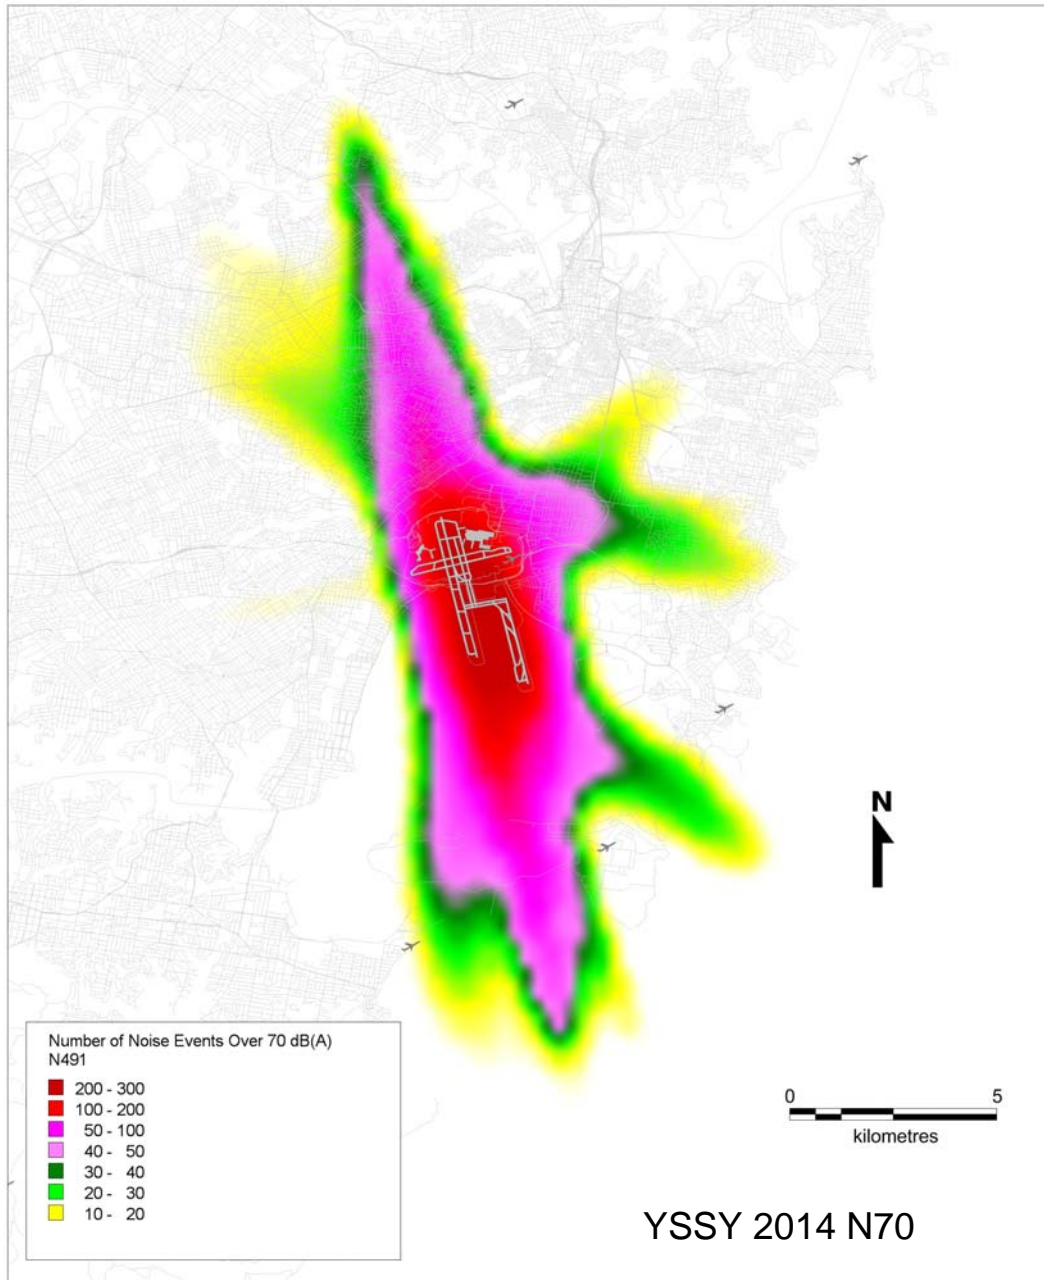 N
Number of Noise Events Over 70 dB(A)
N491
200 - 300
100 - 200
50 - 100
40 - 50
30 - 40
20 - 30
10 - 20
0 5
kilometres
YSSY 2014 N70